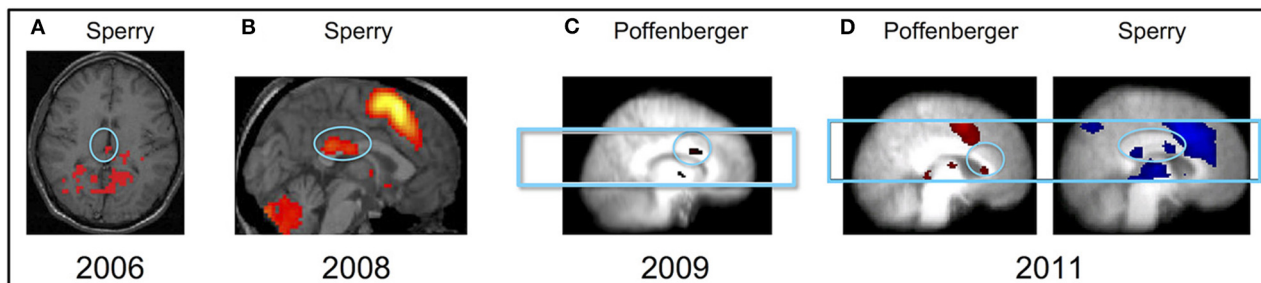 A Sperry
B Sperry
C Poffenberger
D Poffenberger Sperry
2006
2008
2009
2011